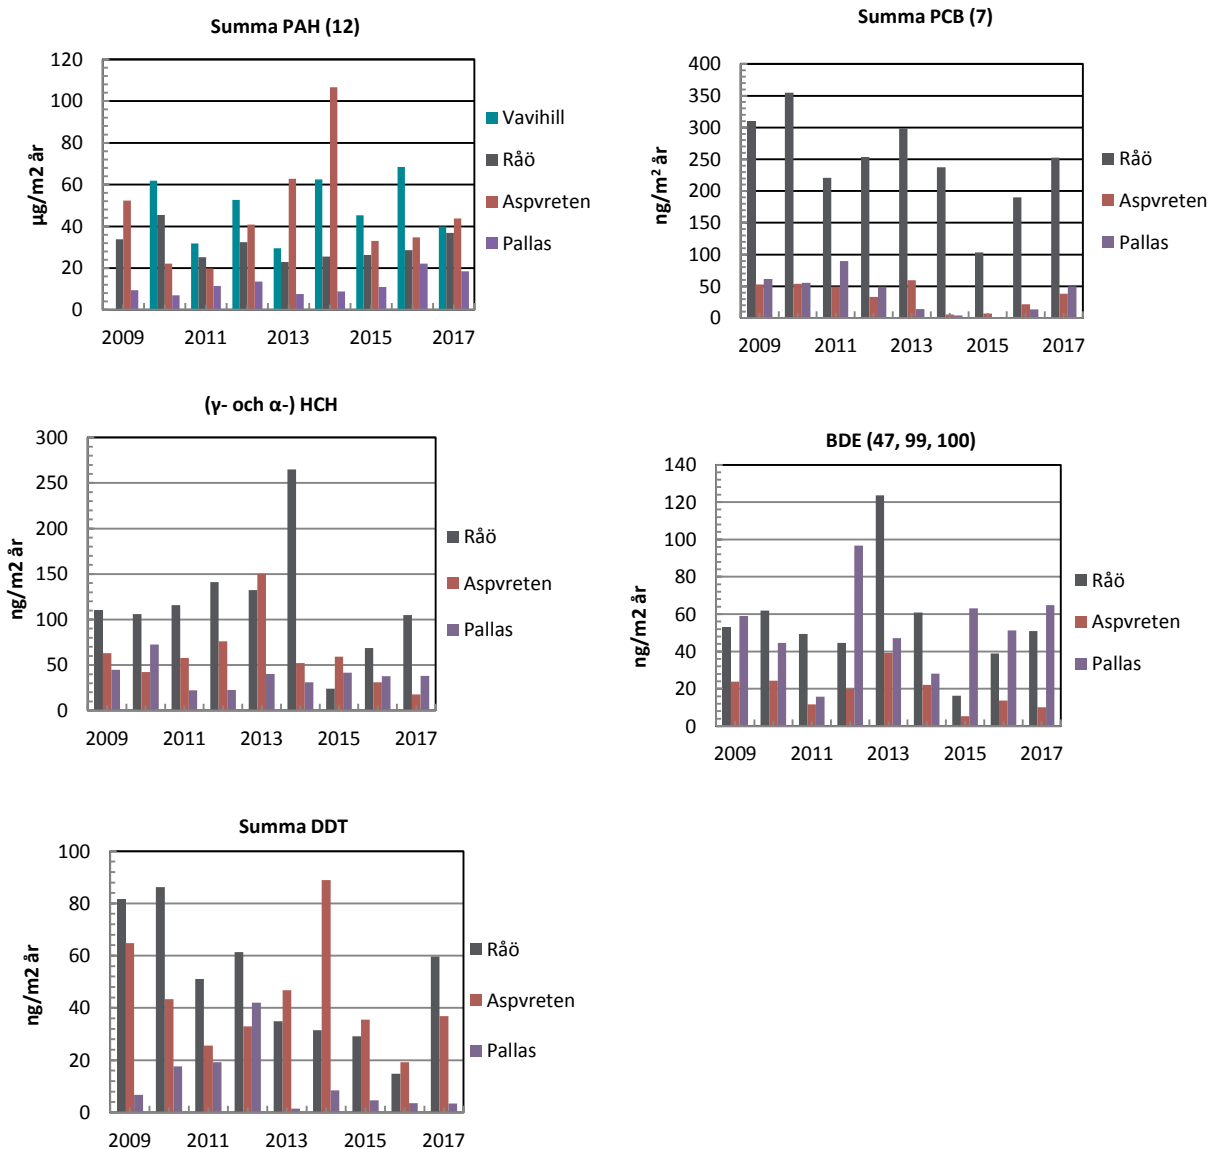 Summa PAH (12)
120
100
80
60
40
20
0
µg/m2 år
2009 2011 2013 2015 2017
Vavihill
Råö
Aspvreten
Pallas
Summa PCB (7)
400
350
300
250
200
150
100
50
0
ng/m² år
2009 2011 2013 2015 2017
Råö
Aspvreten
Pallas
(γ- och α-) HCH
300
250
200
150
100
50
0
ng/m2 år
2009 2011 2013 2015 2017
Råö
Aspvreten
Pallas
BDE (47, 99, 100)
140
120
100
80
60
40
20
0
ng/m2 år
2009 2011 2013 2015 2017
Råö
Aspvreten
Pallas
Summa DDT
100
80
60
40
20
0
ng/m2 år
2009 2011 2013 2015 2017
Råö
Aspvreten
Pallas